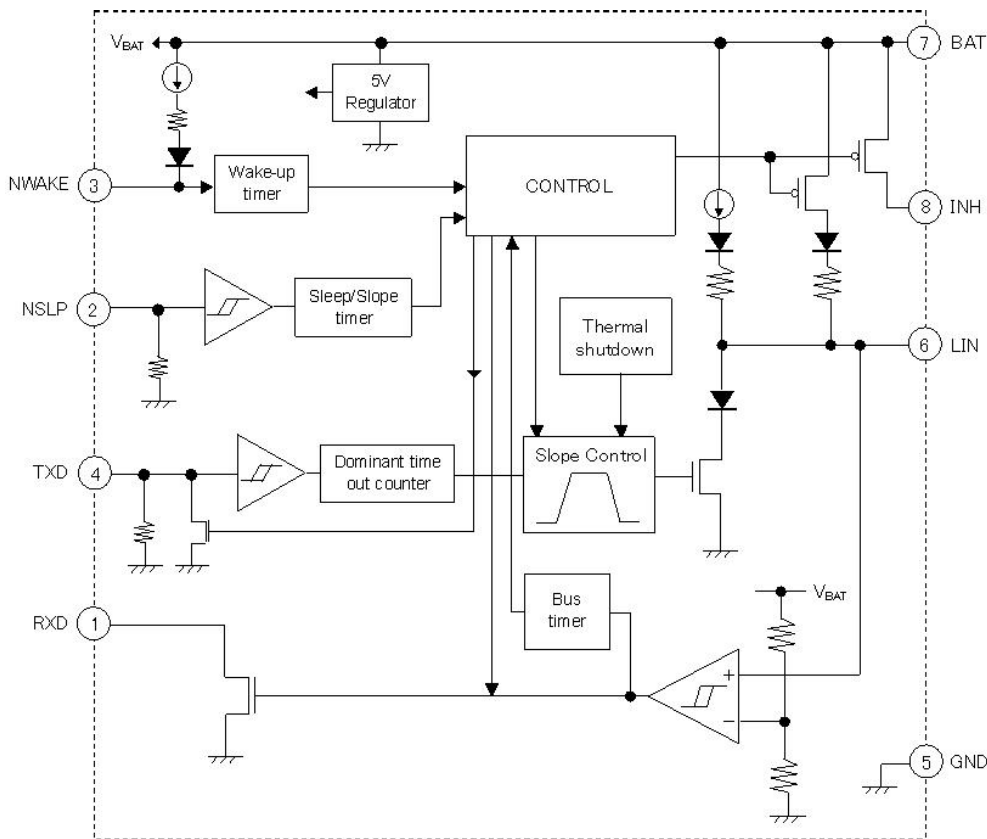 VBAT
7 BAT
5V
Regulator
NWAKE 3
Wake-up
timer
CONTROL
8 INH
NSLP 2
Sleep/Slope
timer
Thermal
shutdown
6 LIN
TXD 4
Dominant time
out counter
Slope Control
RXD 1
Bus
timer
VBAT
+
−
5 GND